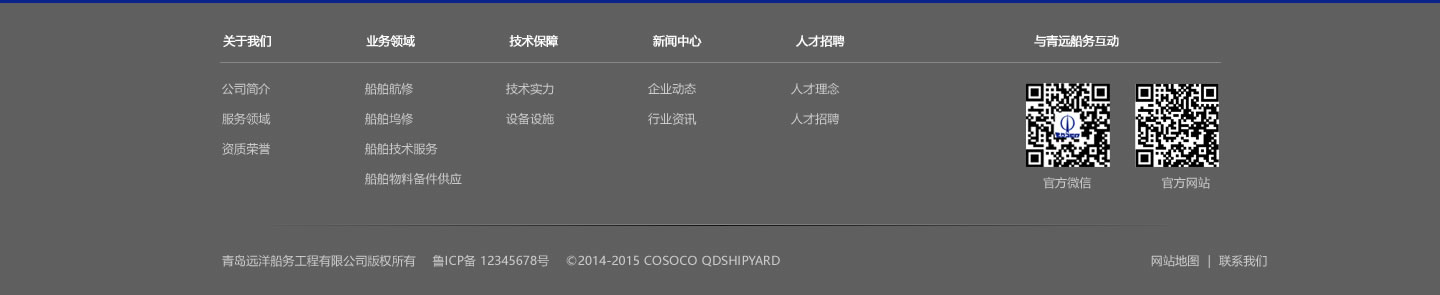 关于我们 业务领域 技术保障 新闻中心 人才招聘 与青远船务互动
公司简介 船舶航修 技术实力 企业动态 人才理念
服务领域 船舶坞修 设备设施 行业资讯 人才招聘
资质荣誉 船舶技术服务
船舶物料备件供应
官方微信 官方网站
青岛远洋船务工程有限公司版权所有 鲁ICP备 12345678号 ©2014-2015 COSOCO QDSHIPYARD 网站地图 | 联系我们